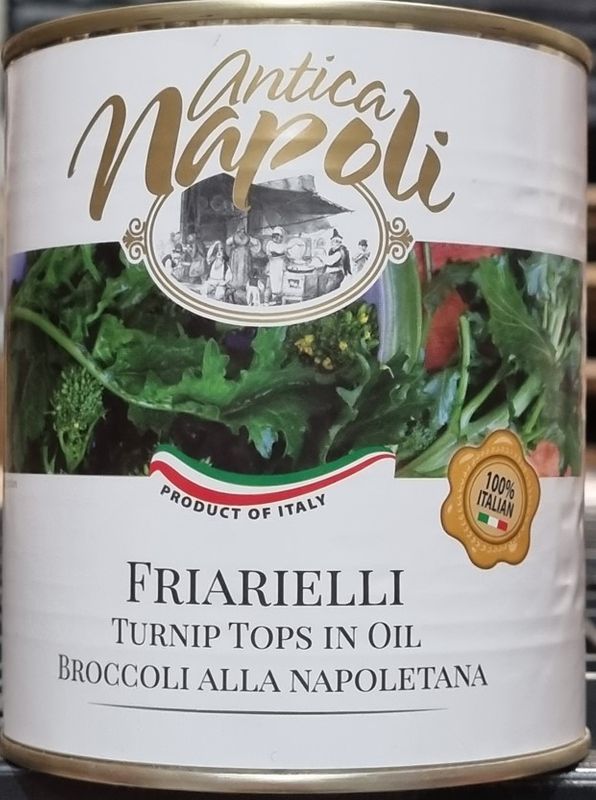 Antica
Napoli
PRODUCT OF ITALY
100%
ITALIAN
FRIARIELLI
TURNIP TOPS IN OIL
BROCCOLI ALLA NAPOLETANA